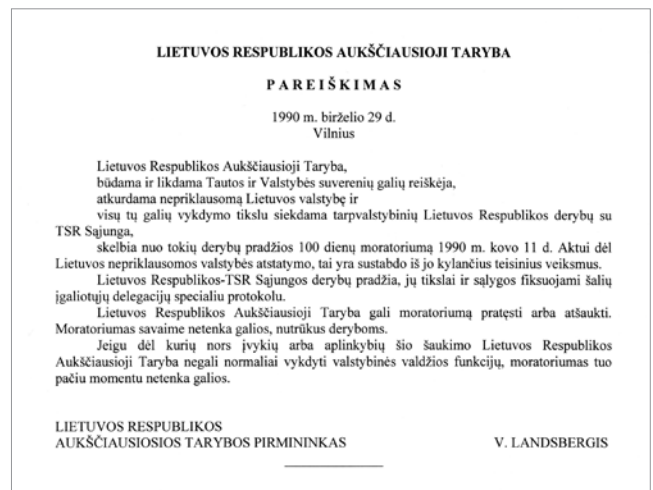 LIETUVOS RESPUBLIKOS AUKŠČIAUSIOJI TARYBA
PAREIŠKIMAS
1990 m. birželio 29 d.
Vilnius
Lietuvos Respublikos Aukščiausioji Taryba,
būdama ir likdama Tautos ir Valstybės suverenių galių reiškėja,
atkurdama nepriklausomą Lietuvos valstybę ir
visų tų galių vykdymo tikslu siekdama tarpvalstybinių Lietuvos Respublikos derybų su
TSR Sąjunga,
skelbia nuo tokių derybų pradžios 100 dienų moratoriumą 1990 m. kovo 11 d. Aktui dėl
Lietuvos nepriklausomos valstybės atstatymo, tai yra sustabdo iš jo kylančius teisinius veiksmus.
Lietuvos Respublikos-TSR Sąjungos derybų pradžia, jų tikslai ir sąlygos fiksuojami šalių
įgaliotųjų delegacijų specialiu protokolu.
Lietuvos Respublikos Aukščiausioji Taryba gali moratoriumą pratęsti arba atšaukti.
Moratoriumas savaime netenka galios, nutrūkus deryboms.
Jeigu dėl kurių nors įvykių arba aplinkybių šio šaukimo Lietuvos Respublikos
Aukščiausioji Taryba negali normaliai vykdyti valstybinės valdžios funkcijų, moratoriumas tuo
pačiu momentu netenka galios.
LIETUVOS RESPUBLIKOS
AUKŠČIAUSIOSIOS TARYBOS PIRMININKAS V. LANDSBERGIS